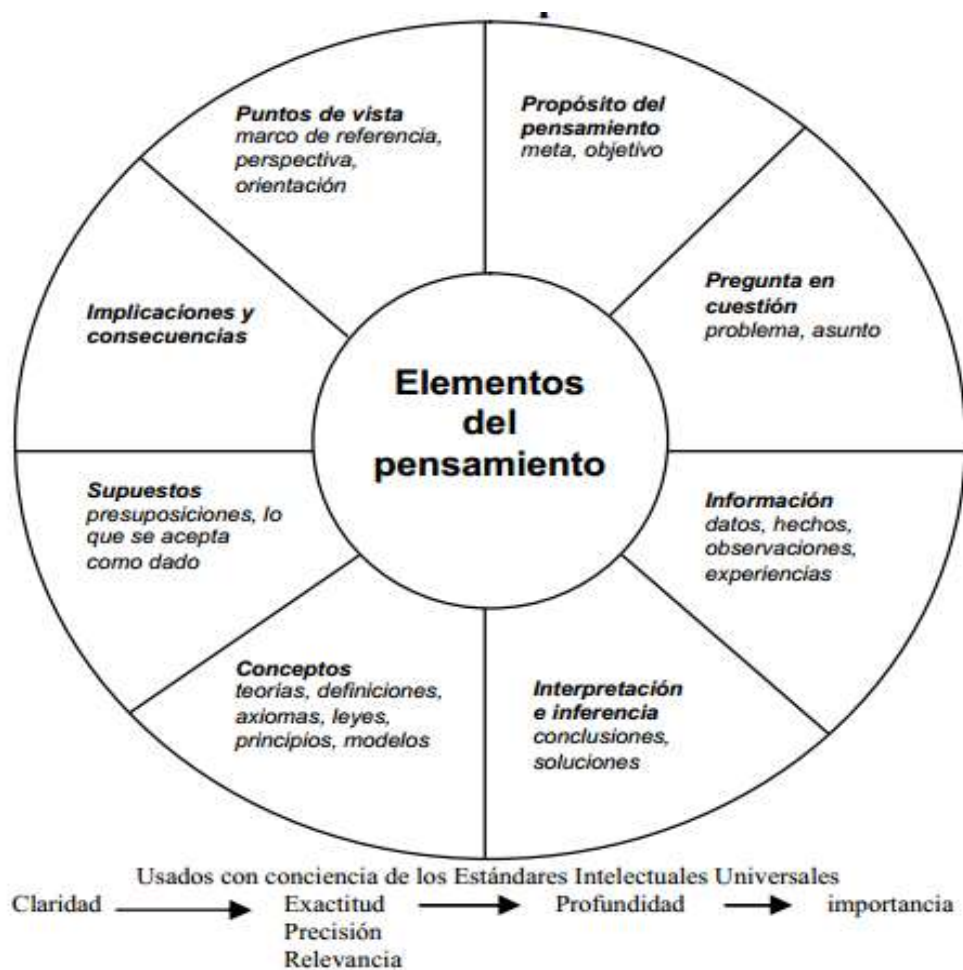 Elementos
del
pensamiento
Propósito del
pensamiento
meta, objetivo
Pregunta en
cuestión
problema, asunto
Información
datos, hechos,
observaciones,
experiencias
Interpretación
e inferencia
conclusiones,
soluciones
Conceptos
teorías, definiciones,
axiomas, leyes,
principios, modelos
Supuestos
presuposiciones, lo
que se acepta
como dado
Implicaciones y
consecuencias
Puntos de vista
marco de referencia,
perspectiva,
orientación
Usados con conciencia de los Estándares Intelectuales Universales
Claridad Exactitud Profundidad importancia
Precisión
Relevancia